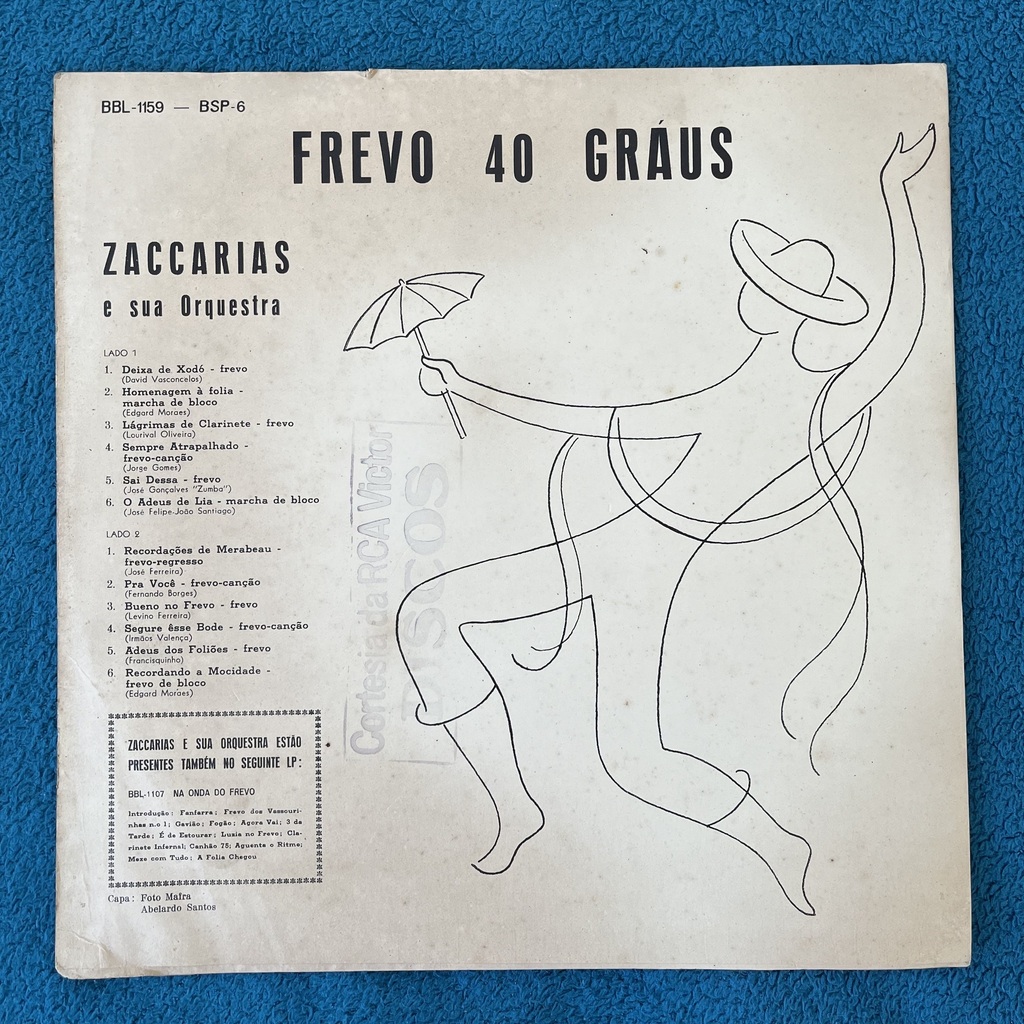 BBL-1159 — BSP-6
FREVO 40 GRÁUS
ZACCARIAS
e sua Orquestra
LADO 1
1. Deixa de Xodó - frevo
(David Vasconcelos)
2. Homenagem à folia -
marcha de bloco
(Edgard Moraes)
3. Lágrimas de Clarinete - frevo
(Lourival Oliveira)
4. Sempre Atrapalhado -
frevo-canção
(Jorge Gomes)
5. Sai Dessa - frevo
(José Gonçalves "Zumba")
6. O Adeus de Lia - marcha de bloco
(José Felipe-João Santiago)
LADO 2
1. Recordações de Merabeau -
frevo-regresso
(José Ferreira)
2. Pra Você - frevo-canção
(Fernando Borges)
3. Bueno no Frevo - frevo
(Levino Ferreira)
4. Segure êsse Bode - frevo-canção
(Irmãos Valença)
5. Adeus dos Foliões - frevo
(Francisquinho)
6. Recordando a Mocidade -
frevo de bloco
(Edgard Moraes)
ZACCARIAS E SUA ORQUESTRA ESTÃO
PRESENTES TAMBÉM NO SEGUINTE LP:
BBL-1107 NA ONDA DO FREVO
Introdução: Fanfarra; Frevo dos Vassouri-
nhas n.o 1; Gavião; Fogão; Agora Vai; 3 da
Tarde; É de Estourar; Luzia no Frevo; Cla-
rinete Infernal; Canhão 75; Aguente o Ritmo;
Mexe com Tudo; A Folia Chegou
Capa: Foto Mafra
Abelardo Santos
Cortesia da RCA Victor
DISCOS